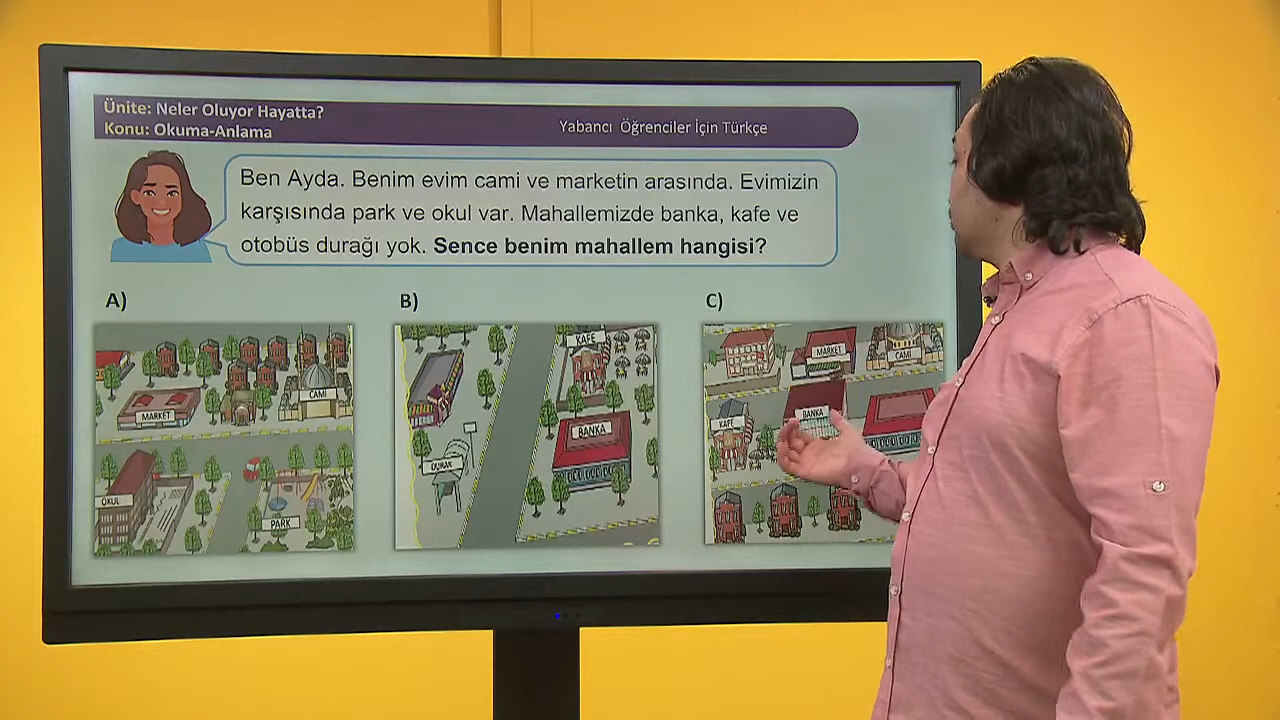 Ünite: Neler Oluyor Hayatta?
Konu: Okuma-Anlama
Yabancı Öğrenciler İçin Türkçe
Ben Ayda. Benim evim cami ve marketin arasında. Evimizin
karşısında park ve okul var. Mahallemizde banka, kafe ve
otobüs durağı yok. Sence benim mahallem hangisi?
A)
B)
C)
MARKET
CAMİ
OKUL
PARK
KAFE
BANKA
DURAK
MARKET
CAMİ
KAFE
BANKA